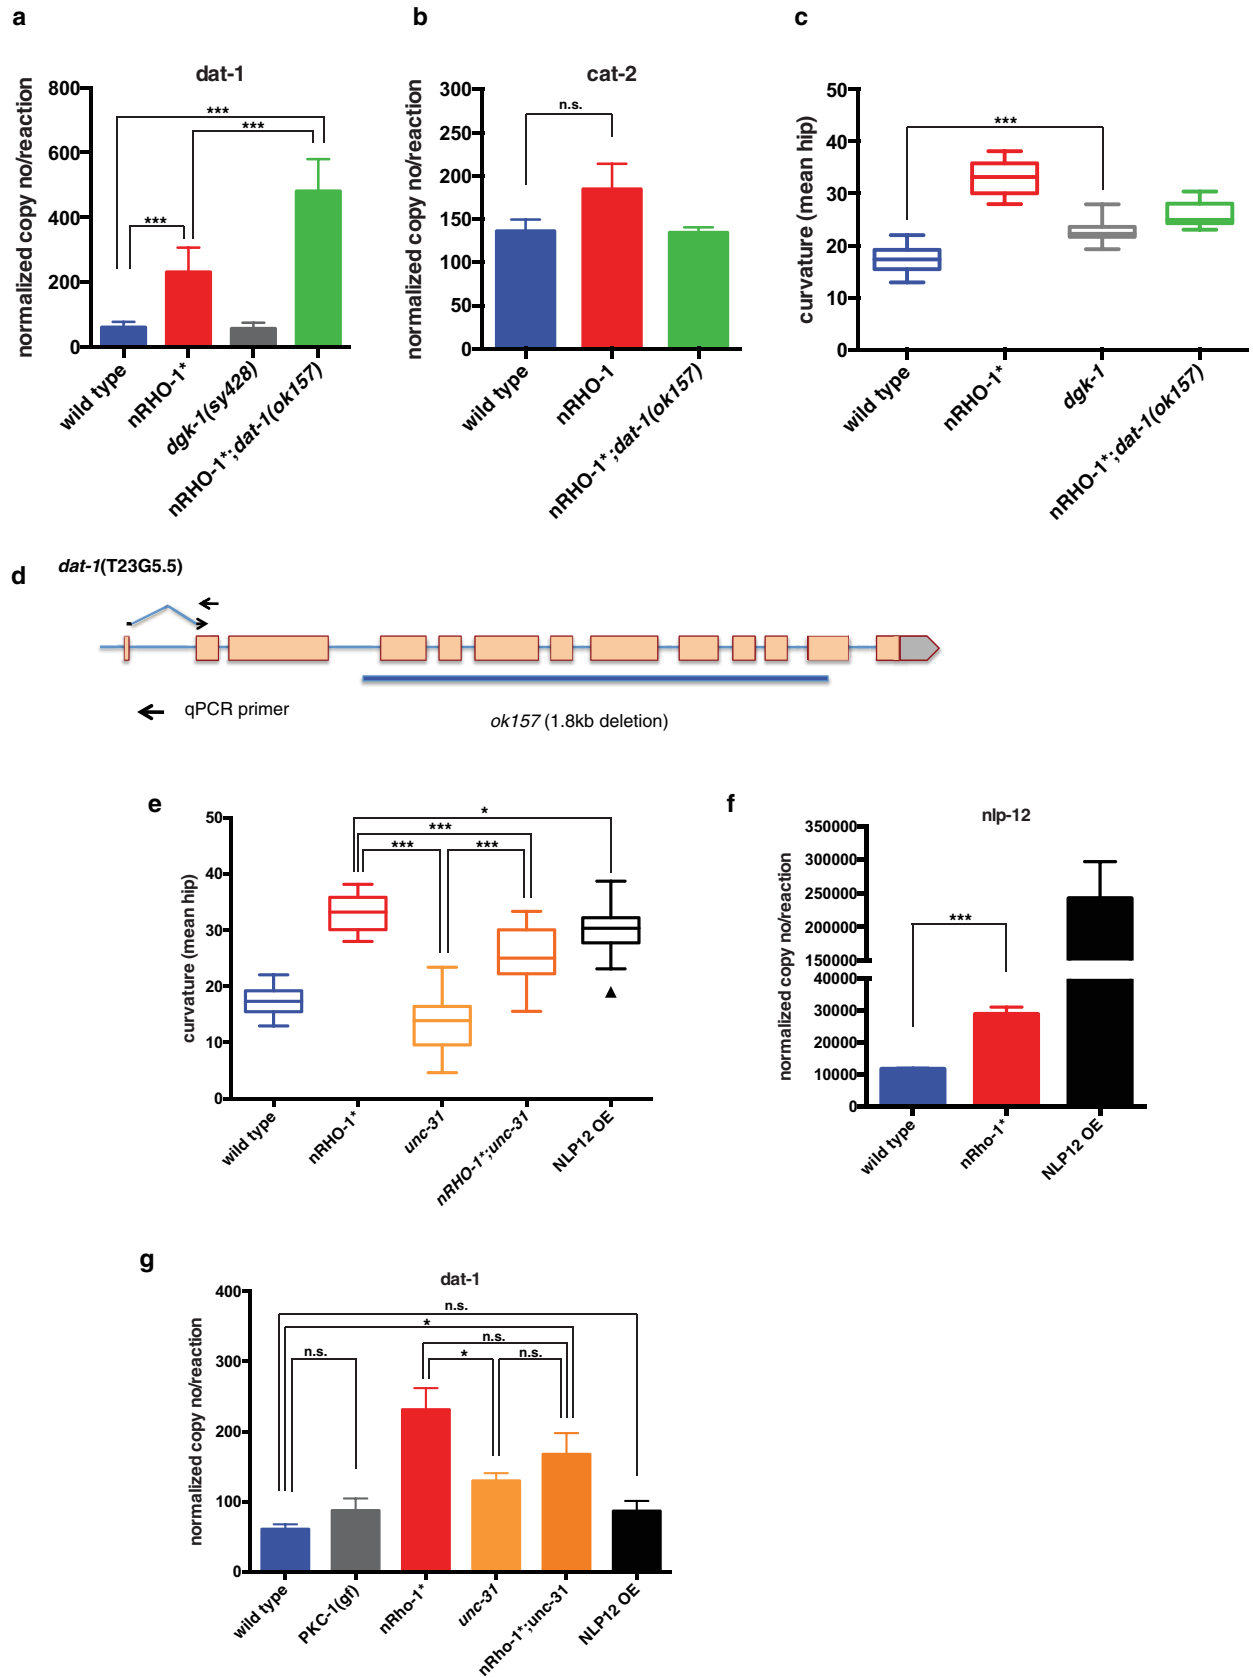 a
dat-1
normalized copy no/reaction
800
600
400
200
0
***
***
***
wild type
nRHO-1*
dgk-1(sy428)
nRHO-1*;dat-1(ok157)
b
cat-2
normalized copy no/reaction
300
250
200
150
100
50
0
n.s.
wild type
nRHO-1
nRHO-1*;dat-1(ok157)
c
curvature (mean hip)
50
40
30
20
10
0
***
wild type
nRHO-1*
dgk-1
nRHO-1*;dat-1(ok157)
d
dat-1(T23G5.5)
qPCR primer
ok157 (1.8kb deletion)
e
curvature (mean hip)
50
40
30
20
10
0
*
***
***
***
wild type
nRHO-1*
unc-31
nRHO-1*;unc-31
NLP12 OE
f
nlp-12
normalized copy no/reaction
350000
300000
250000
200000
150000
40000
30000
20000
10000
0
***
wild type
nRho-1*
NLP12 OE
g
dat-1
normalized copy no/reaction
400
300
200
100
0
n.s.
*
n.s.
n.s.
*
n.s.
wild type
PKC-1(gf)
nRho-1*
unc-31
nRho-1*;unc-31
NLP12 OE